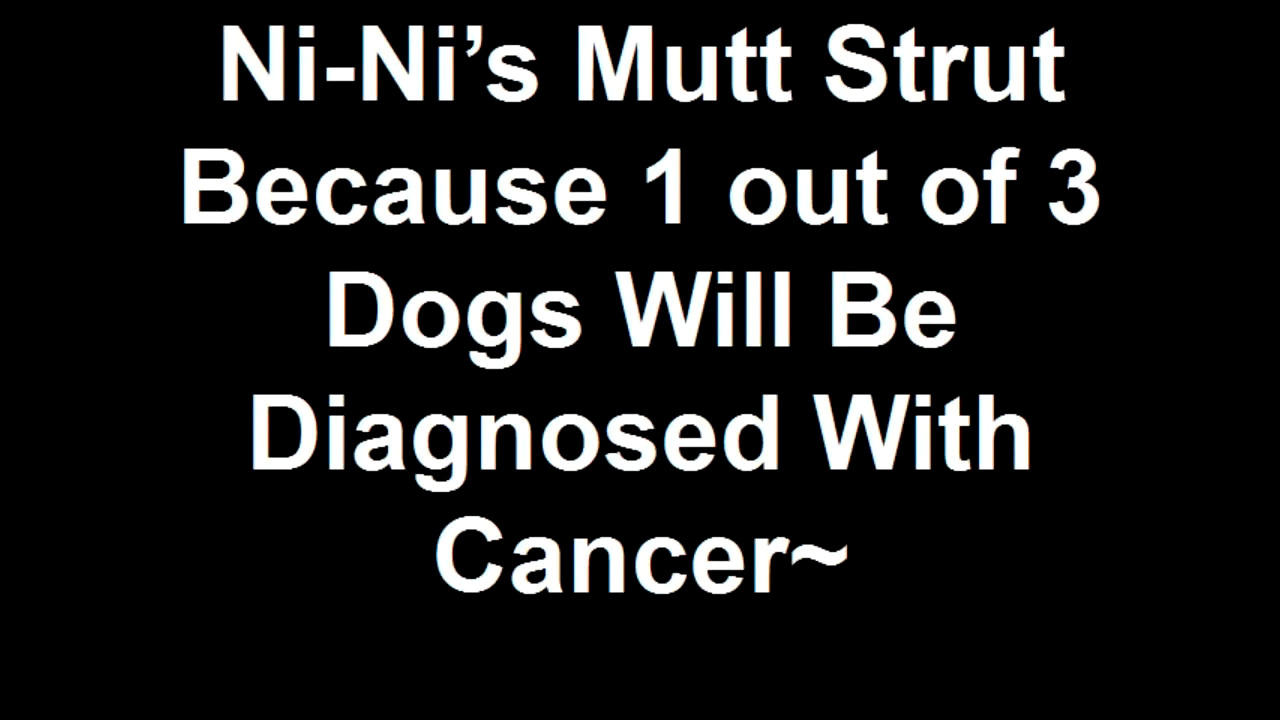 Ni-Ni’s Mutt Strut
Because 1 out of 3
Dogs Will Be
Diagnosed With
Cancer~